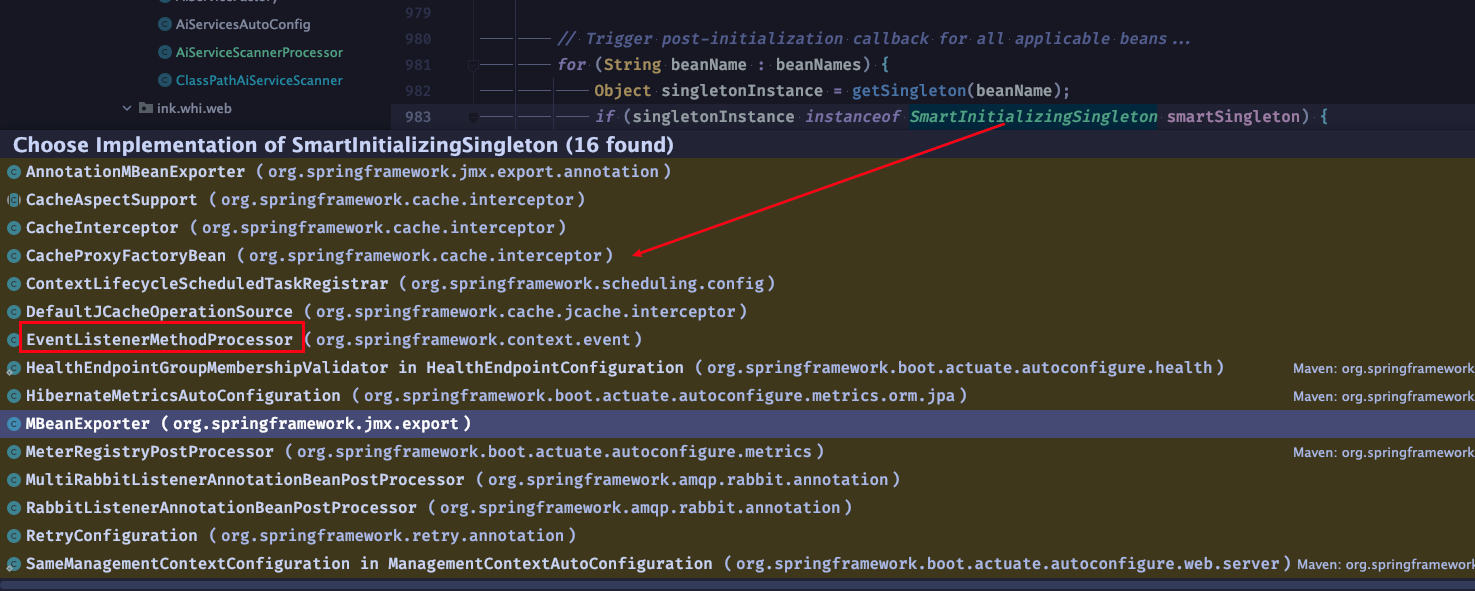 AiServicesAutoConfig
AiServiceScannerProcessor
ClassPathAiServiceScanner
ink.whi.web
979
980 // Trigger post-initialization callback for all applicable beans...
981 for (String beanName : beanNames) {
982 Object singletonInstance = getSingleton(beanName);
983 if (singletonInstance instanceof SmartInitializingSingleton smartSingleton) {
Choose Implementation of SmartInitializingSingleton (16 found)
AnnotationMBeanExporter (org.springframework.jmx.export.annotation)
CacheAspectSupport (org.springframework.cache.interceptor)
CacheInterceptor (org.springframework.cache.interceptor)
CacheProxyFactoryBean (org.springframework.cache.interceptor)
ContextLifecycleScheduledTaskRegistrar (org.springframework.scheduling.config)
DefaultJCacheOperationSource (org.springframework.cache.jcache.interceptor)
EventListenerMethodProcessor (org.springframework.context.event)
HealthEndpointGroupMembershipValidator in HealthEndpointConfiguration (org.springframework.boot.actuate.autoconfigure.health) Maven: org.springframework
HibernateMetricsAutoConfiguration (org.springframework.boot.actuate.autoconfigure.metrics.orm.jpa) Maven: org.springframework
MBeanExporter (org.springframework.jmx.export)
MeterRegistryPostProcessor (org.springframework.boot.actuate.autoconfigure.metrics) Maven: org.springframework
MultiRabbitListenerAnnotationBeanPostProcessor (org.springframework.amqp.rabbit.annotation)
RabbitListenerAnnotationBeanPostProcessor (org.springframework.amqp.rabbit.annotation)
RetryConfiguration (org.springframework.retry.annotation)
SameManagementContextConfiguration in ManagementContextAutoConfiguration (org.springframework.boot.actuate.autoconfigure.web.server) Maven: org.springframework